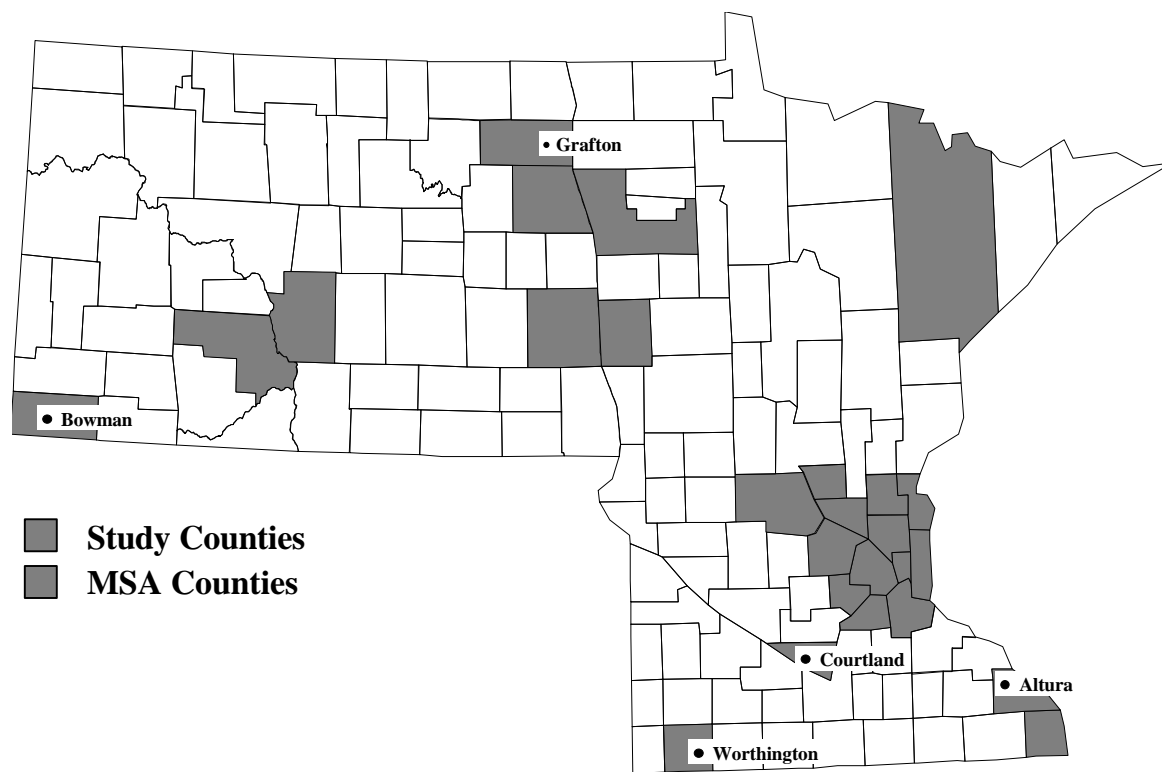 Grafton
Bowman
Study Counties
MSA Counties
Courtland
Altura
Worthington